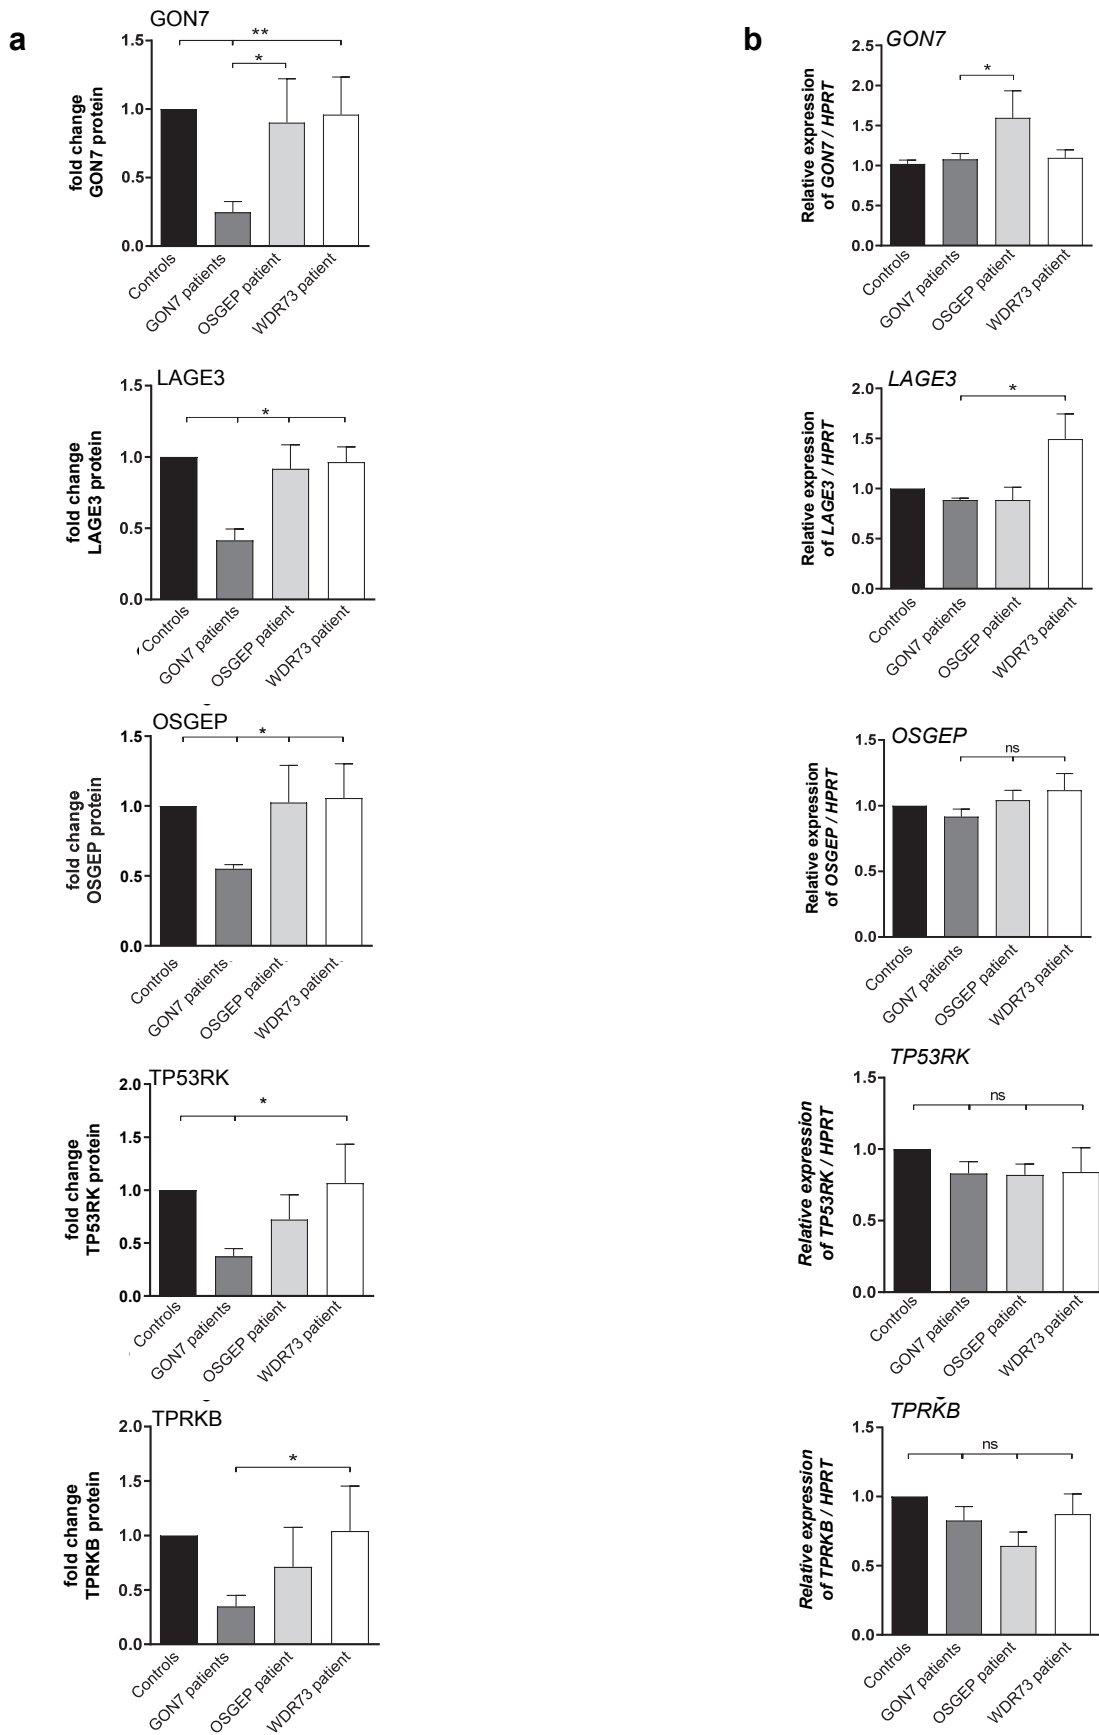 a
GON7
fold change
GON7 protein
1.5
1.0
0.5
0.0
**
*
Controls
GON7 patients
OSGEP patient
WDR73 patient
LAGE3
fold change
LAGE3 protein
1.5
1.0
0.5
0.0
*
Controls
GON7 patients
OSGEP patient
WDR73 patient
OSGEP
fold change
OSGEP protein
1.5
1.0
0.5
0.0
*
Controls
GON7 patients
OSGEP patient
WDR73 patient
TP53RK
fold change
TP53RK protein
2.0
1.5
1.0
0.5
0.0
*
Controls
GON7 patients
OSGEP patient
WDR73 patient
TPRKB
fold change
TPRKB protein
2.0
1.5
1.0
0.5
0.0
*
Controls
GON7 patients
OSGEP patient
WDR73 patient
b
GON7
Relative expression
of GON7 / HPRT
2.5
2.0
1.5
1.0
0.5
0.0
*
Controls
GON7 patients
OSGEP patient
WDR73 patient
LAGE3
Relative expression
of LAGE3 / HPRT
2.0
1.5
1.0
0.5
0.0
*
Controls
GON7 patients
OSGEP patient
WDR73 patient
OSGEP
Relative expression
of OSGEP / HPRT
1.5
1.0
0.5
0.0
ns
Controls
GON7 patients
OSGEP patient
WDR73 patient
TP53RK
Relative expression
of TP53RK / HPRT
1.5
1.0
0.5
0.0
ns
Controls
GON7 patients
OSGEP patient
WDR73 patient
TPRKB
Relative expression
of TPRKB / HPRT
1.5
1.0
0.5
0.0
ns
Controls
GON7 patients
OSGEP patient
WDR73 patient